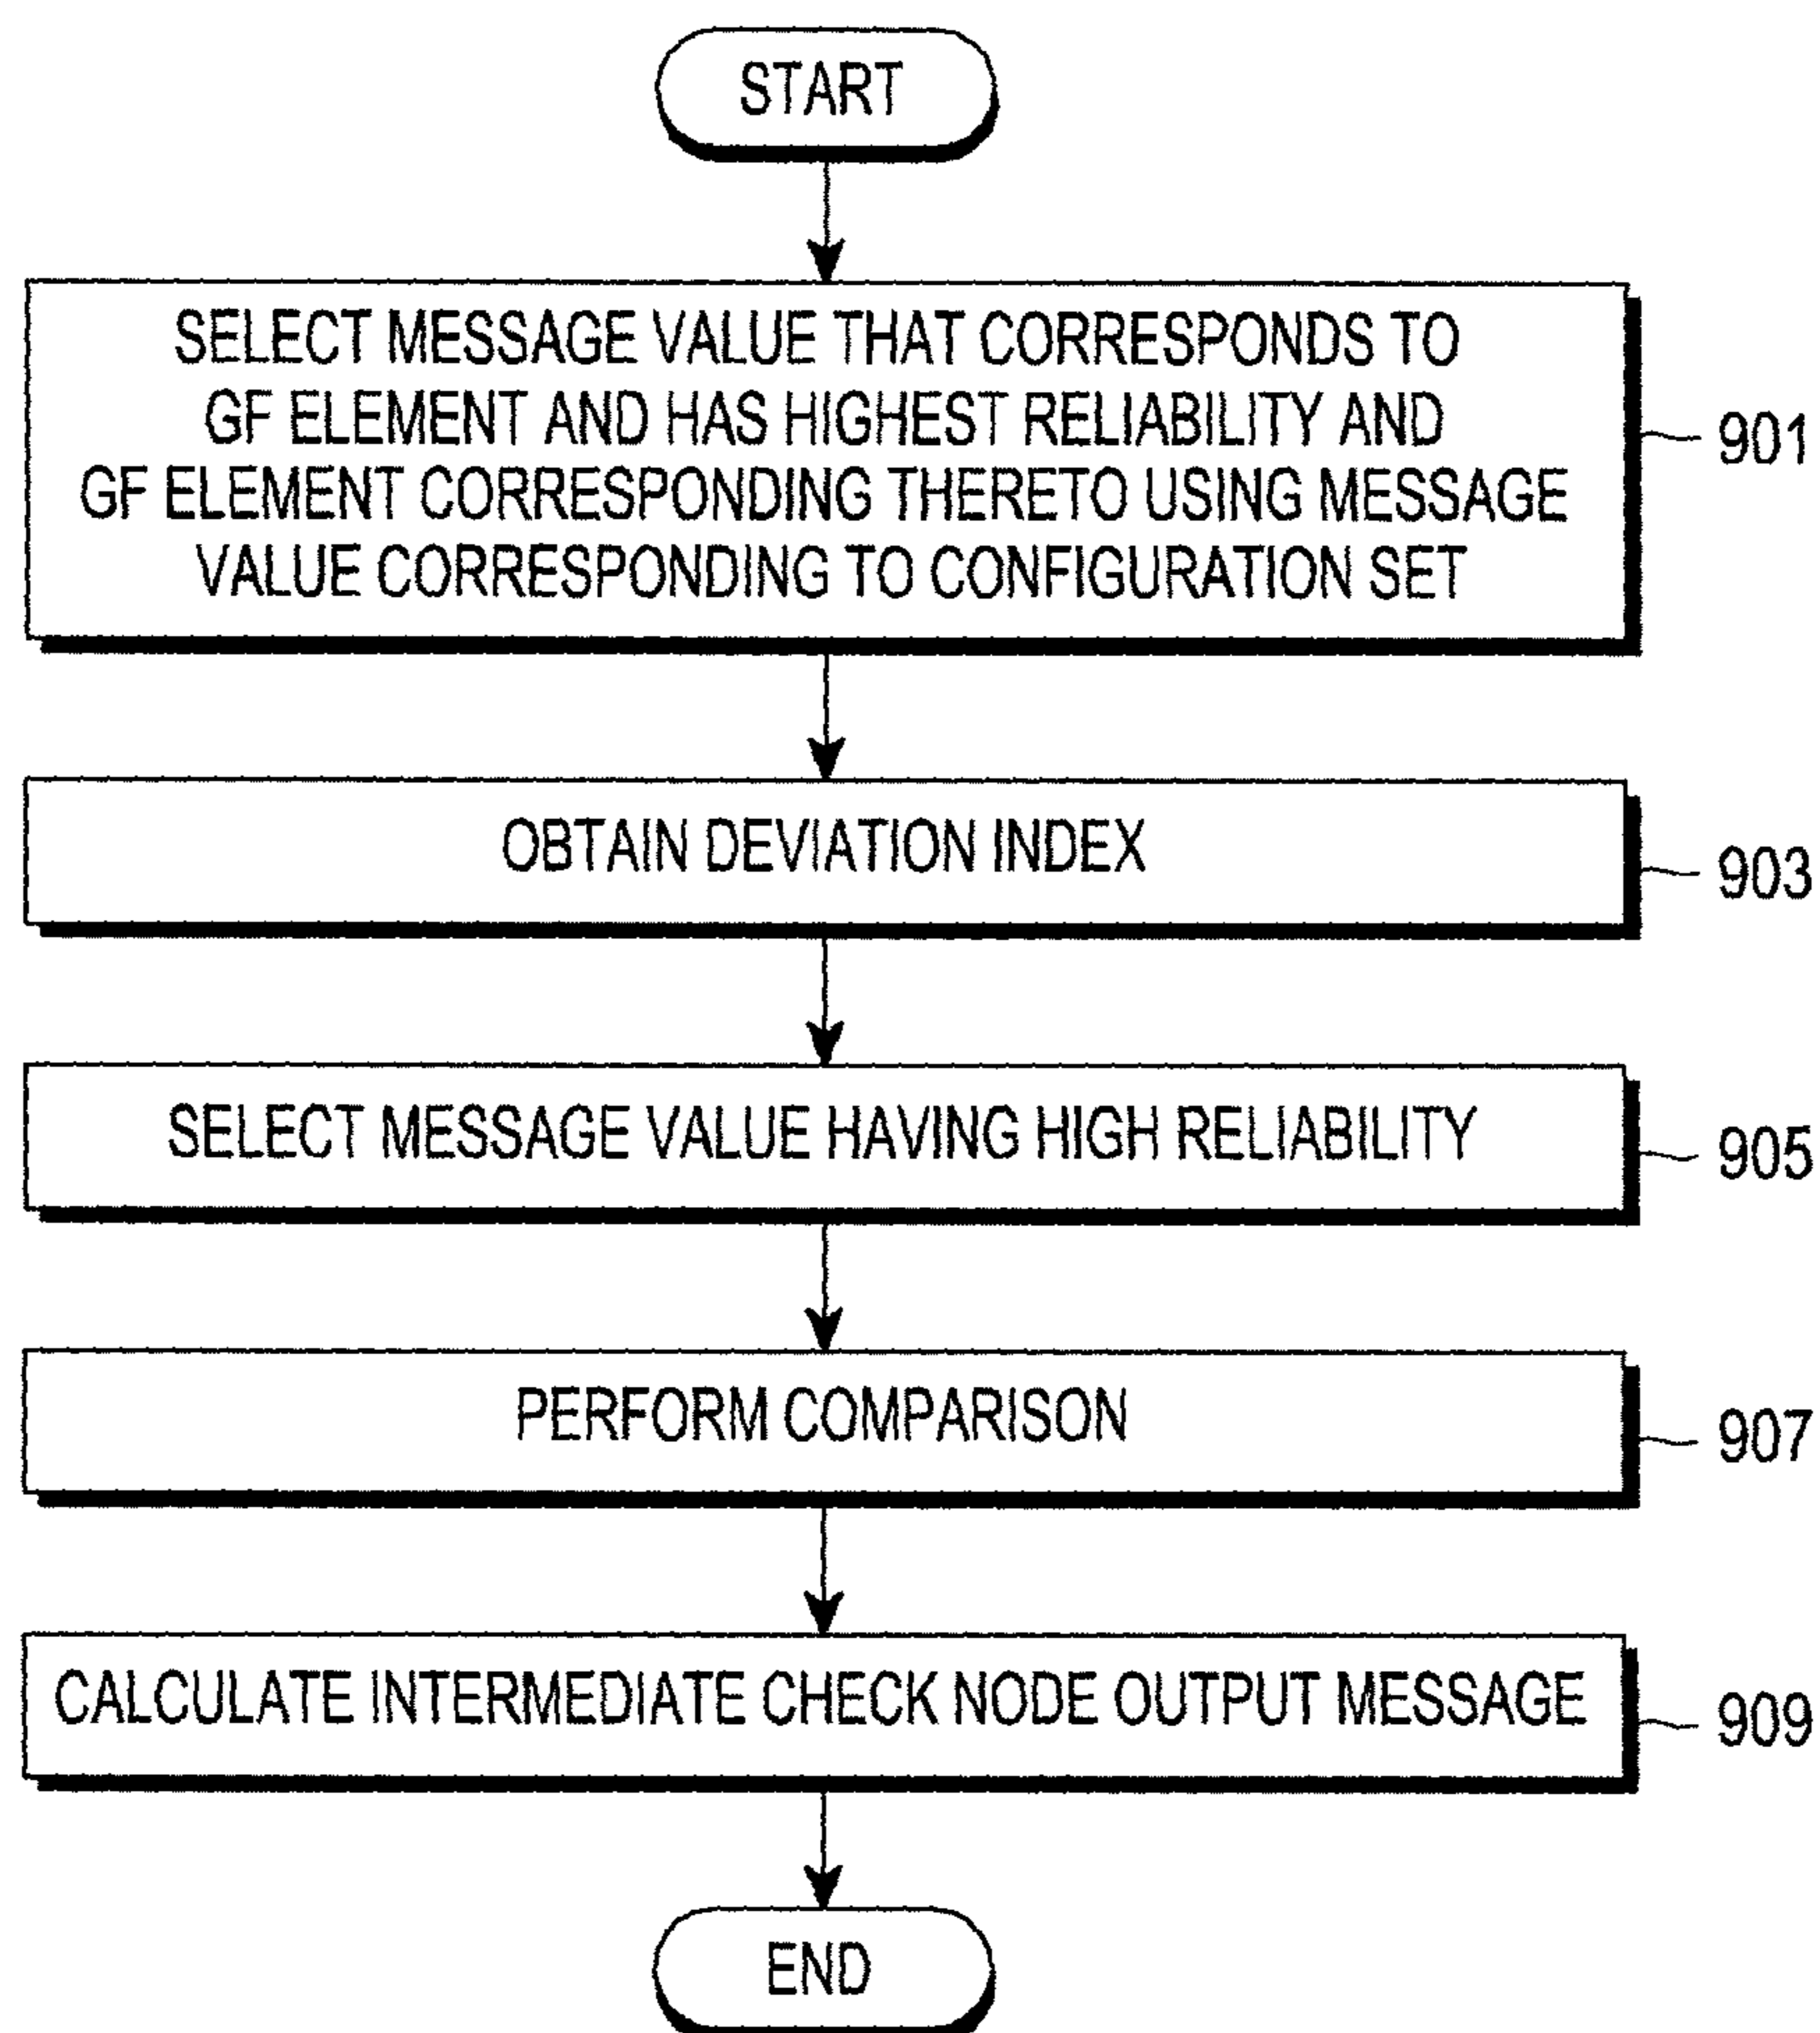 START
SELECT MESSAGE VALUE THAT CORRESPONDS TO
GF ELEMENT AND HAS HIGHEST RELIABILITY AND
GF ELEMENT CORRESPONDING THERETO USING MESSAGE
VALUE CORRESPONDING TO CONFIGURATION SET
901
OBTAIN DEVIATION INDEX
903
SELECT MESSAGE VALUE HAVING HIGH RELIABILITY
905
PERFORM COMPARISON
907
CALCULATE INTERMEDIATE CHECK NODE OUTPUT MESSAGE
909
END